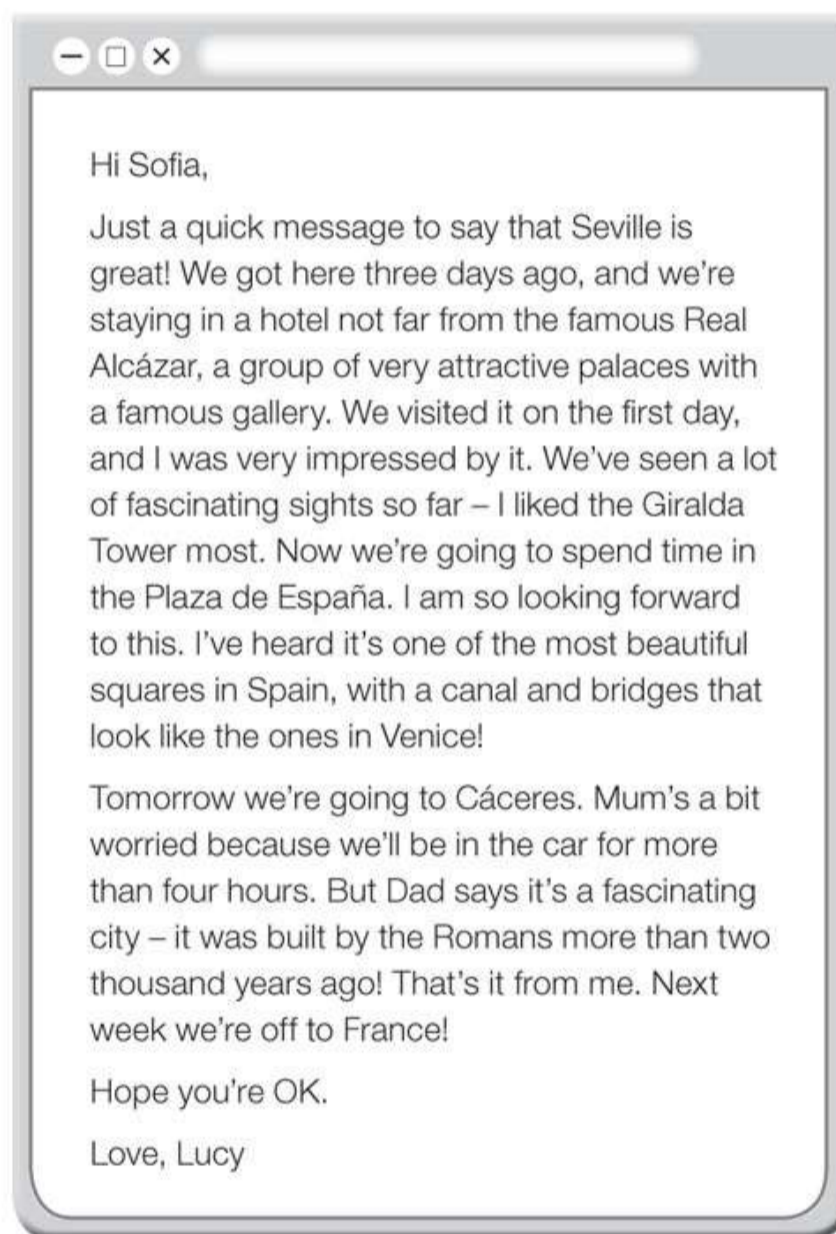 Hi Sofia,
Just a quick message to say that Seville is
great! We got here three days ago, and we’re
staying in a hotel not far from the famous Real
Alcázar, a group of very attractive palaces with
a famous gallery. We visited it on the first day,
and I was very impressed by it. We’ve seen a lot
of fascinating sights so far – I liked the Giralda
Tower most. Now we’re going to spend time in
the Plaza de España. I am so looking forward
to this. I’ve heard it’s one of the most beautiful
squares in Spain, with a canal and bridges that
look like the ones in Venice!
Tomorrow we’re going to Cáceres. Mum’s a bit
worried because we’ll be in the car for more
than four hours. But Dad says it’s a fascinating
city – it was built by the Romans more than two
thousand years ago! That’s it from me. Next
week we’re off to France!
Hope you’re OK.
Love, Lucy